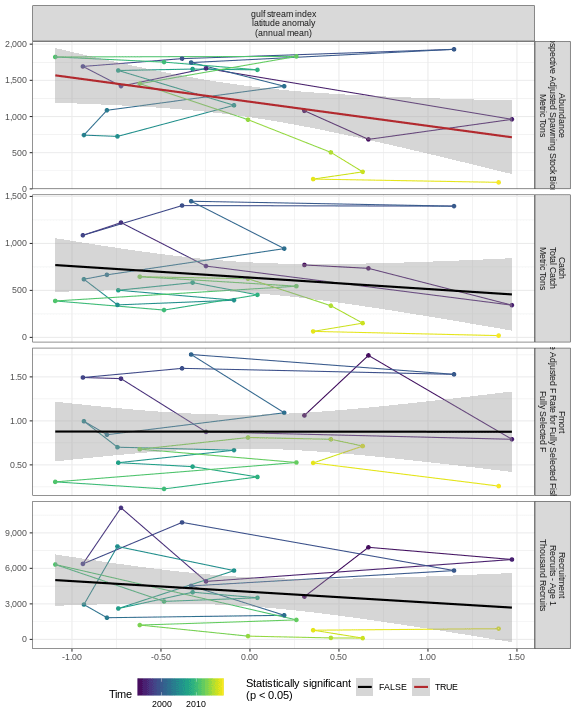 gulf stream index
latitude anomaly
(annual mean)
2,000
1,500
1,000
500
0
Abundance
Adjusted Spawning Stock
Metric Tons
1,500
1,000
500
0
Catch
Total Catch
Metric Tons
1.50
1.00
0.50
Fmort
Adjusted F Rate for Fully Selected
Fully Selected F
9,000
6,000
3,000
0
Recruitment
Recruits - Age 1
Thousand Recruits
-1.00
-0.50
0.00
0.50
1.00
1.50
Time
2000
2010
Statistically significant
(p < 0.05)
FALSE
TRUE